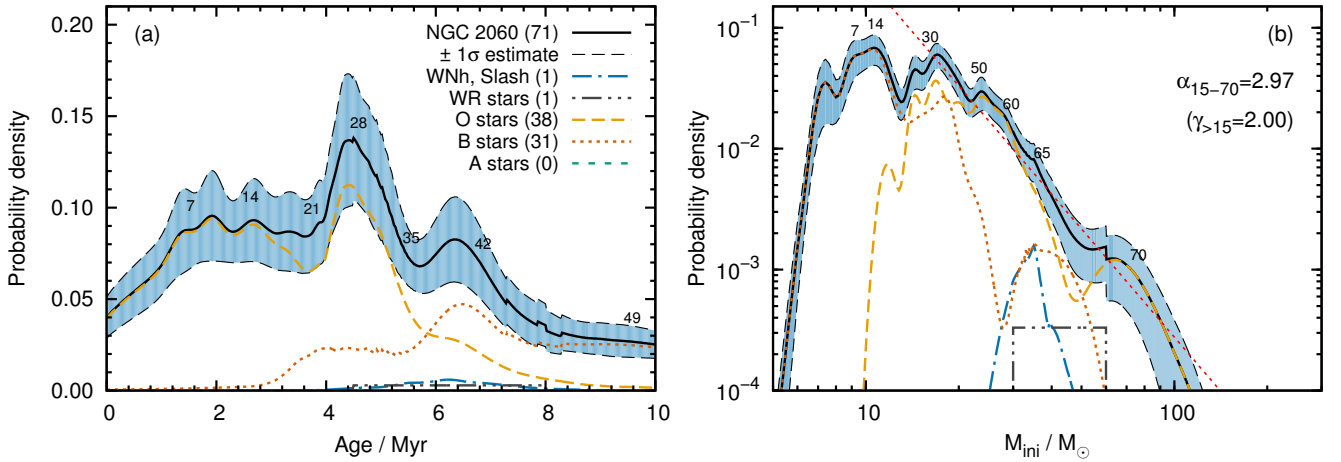 (a)
NGC 2060 (71)
± 1σ estimate
WNh, Slash (1)
WR stars (1)
O stars (38)
B stars (31)
A stars (0)
Probability density
0.20
0.15
0.10
0.05
0.00
7
14
21
28
35
42
49
0 2 4 6 8 10
Age / Myr
(b)
α15−70=2.97
(γ>15=2.00)
Probability density
10−1
10−2
10−3
10−4
7
14
30
50
60
65
70
10 100
Mini / M⊙